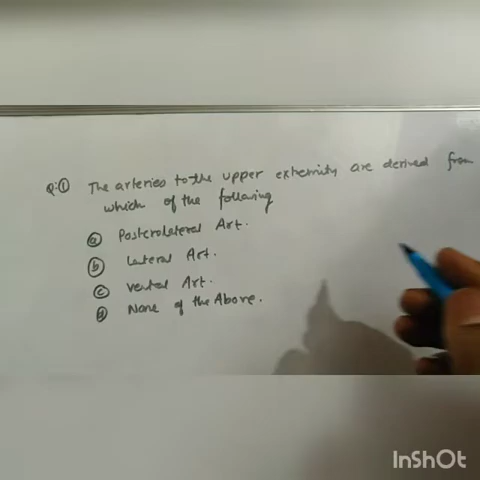 Q:① The arteries to the upper extremity are derived from
which of the following
ⓐ Posterolateral Art.
ⓑ Lateral Art.
ⓒ Ventral Art.
ⓓ None of the Above.
InShOt